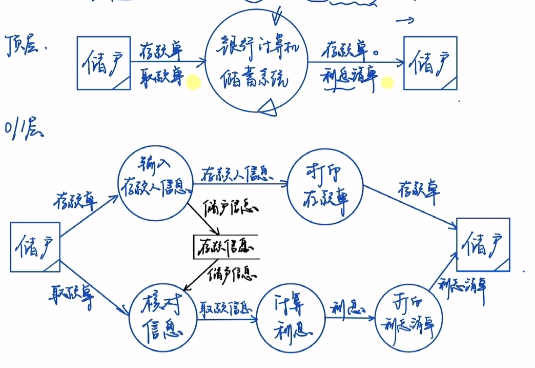 顶层.
储户
存款单
取款单
银行计算机
储蓄系统
存款单。
利息清单
储户
0/1层
输入
存款人信息
存款人信息
打印
存款单
存款单
存款单
储户信息
储户
存款信息
储户
储户信息
取款单
核对
信息
取款信息
计算
利息
利息
打印
利息清单
利息清单